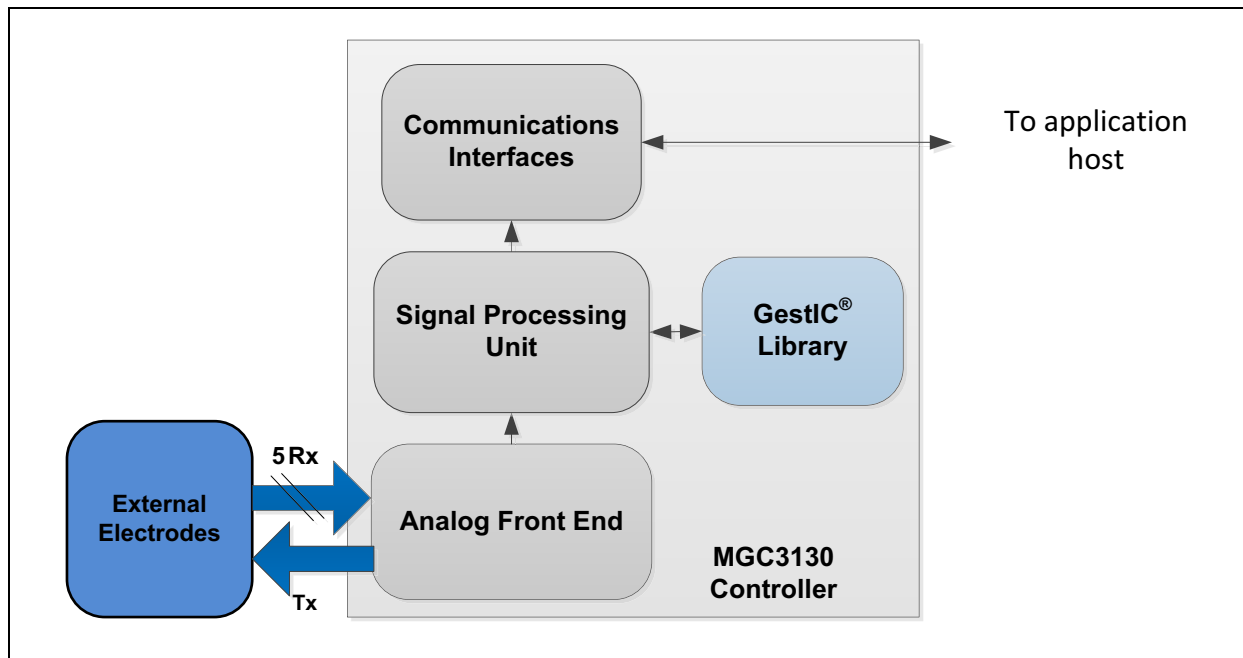 Communications
Interfaces
To application
host
Signal Processing
Unit
GestIC®
Library
5 Rx
External
Electrodes
Analog Front End
Tx
MGC3130
Controller